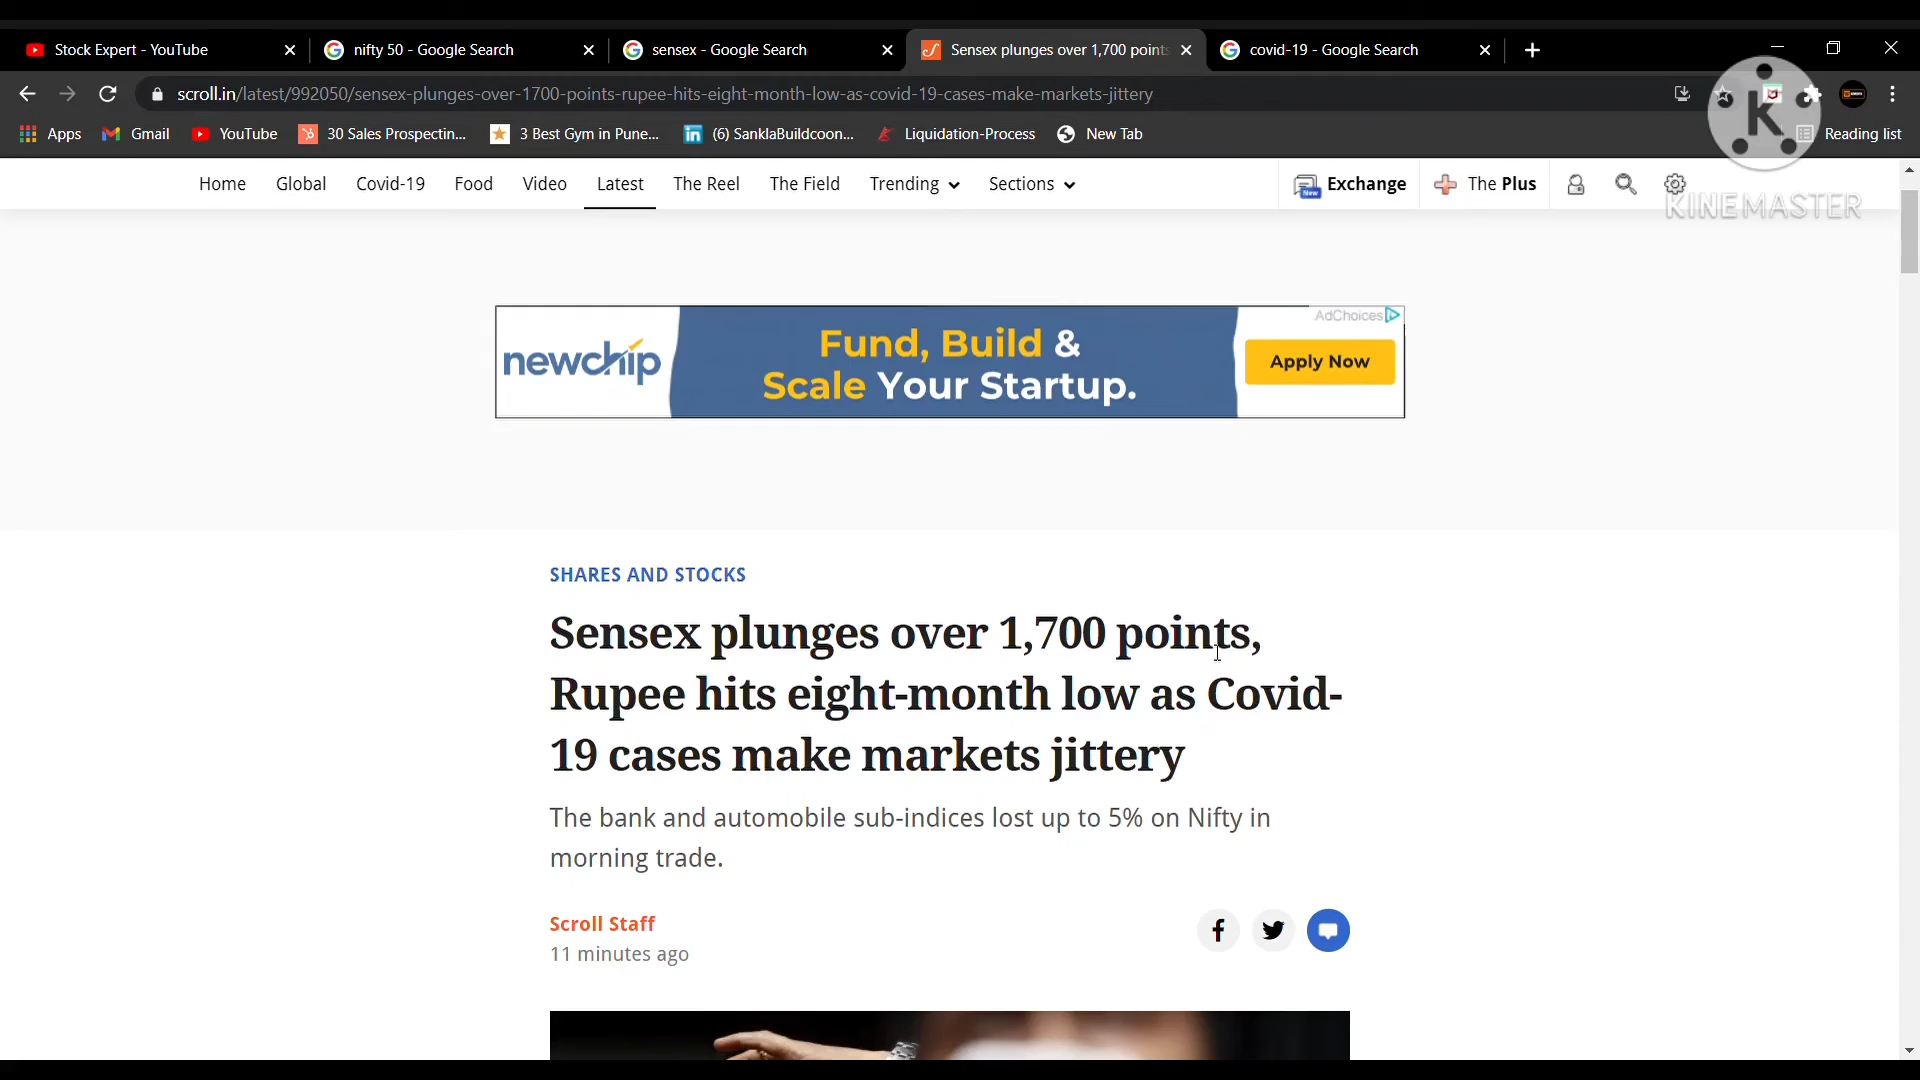 Stock Expert - YouTube
nifty 50 - Google Search
sensex - Google Search
Sensex plunges over 1,700 points
covid-19 - Google Search
scroll.in/latest/992050/sensex-plunges-over-1700-points-rupee-hits-eight-month-low-as-covid-19-cases-make-markets-jittery
Apps
Gmail
YouTube
30 Sales Prospectin...
3 Best Gym in Pune...
(6) SanklaBuildcoon...
Liquidation-Process
New Tab
Reading list
K
KINEMASTER
Home
Global
Covid-19
Food
Video
Latest
The Reel
The Field
Trending
Sections
New
Exchange
The Plus
AdChoices
newchip
Fund, Build &
Scale Your Startup.
Apply Now
SHARES AND STOCKS
Sensex plunges over 1,700 points,
Rupee hits eight-month low as Covid-
19 cases make markets jittery
The bank and automobile sub-indices lost up to 5% on Nifty in
morning trade.
Scroll Staff
11 minutes ago